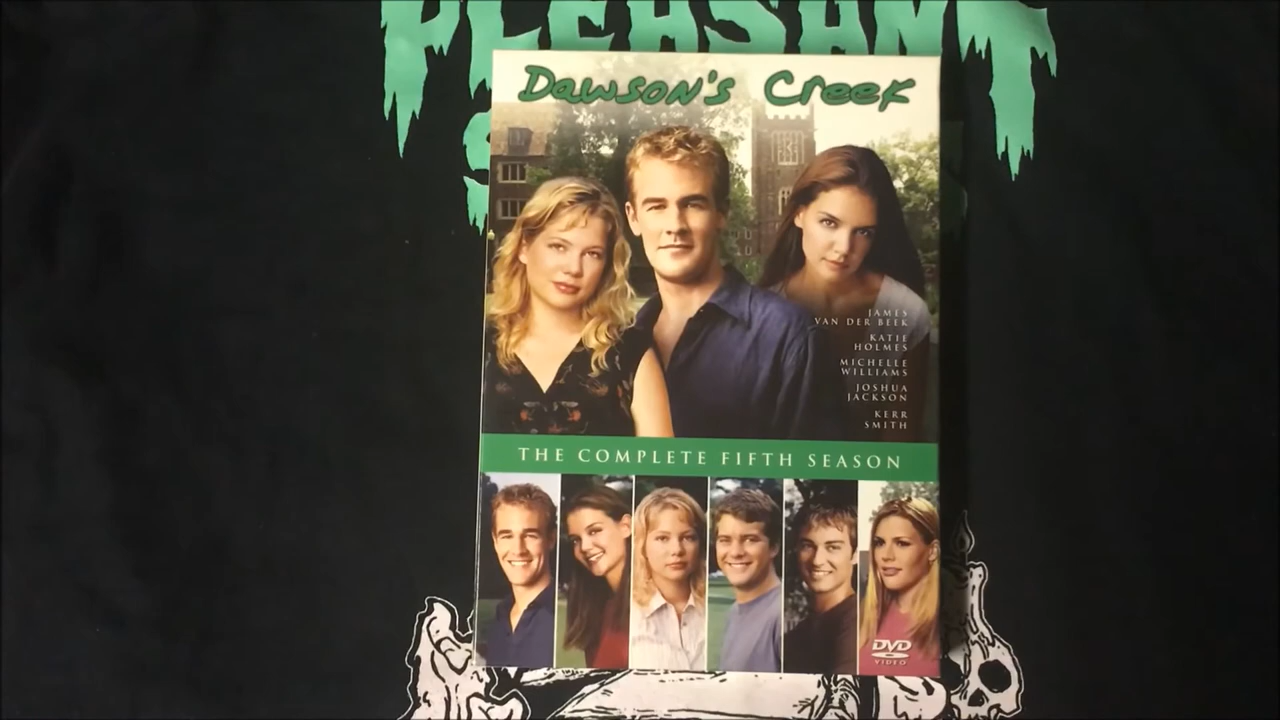 PLEASANT
S
Dawson's Creek
JAMES
VAN DER BEEK
KATIE
HOLMES
MICHELLE
WILLIAMS
JOSHUA
JACKSON
KERR
SMITH
THE COMPLETE FIFTH SEASON
DVD
VIDEO